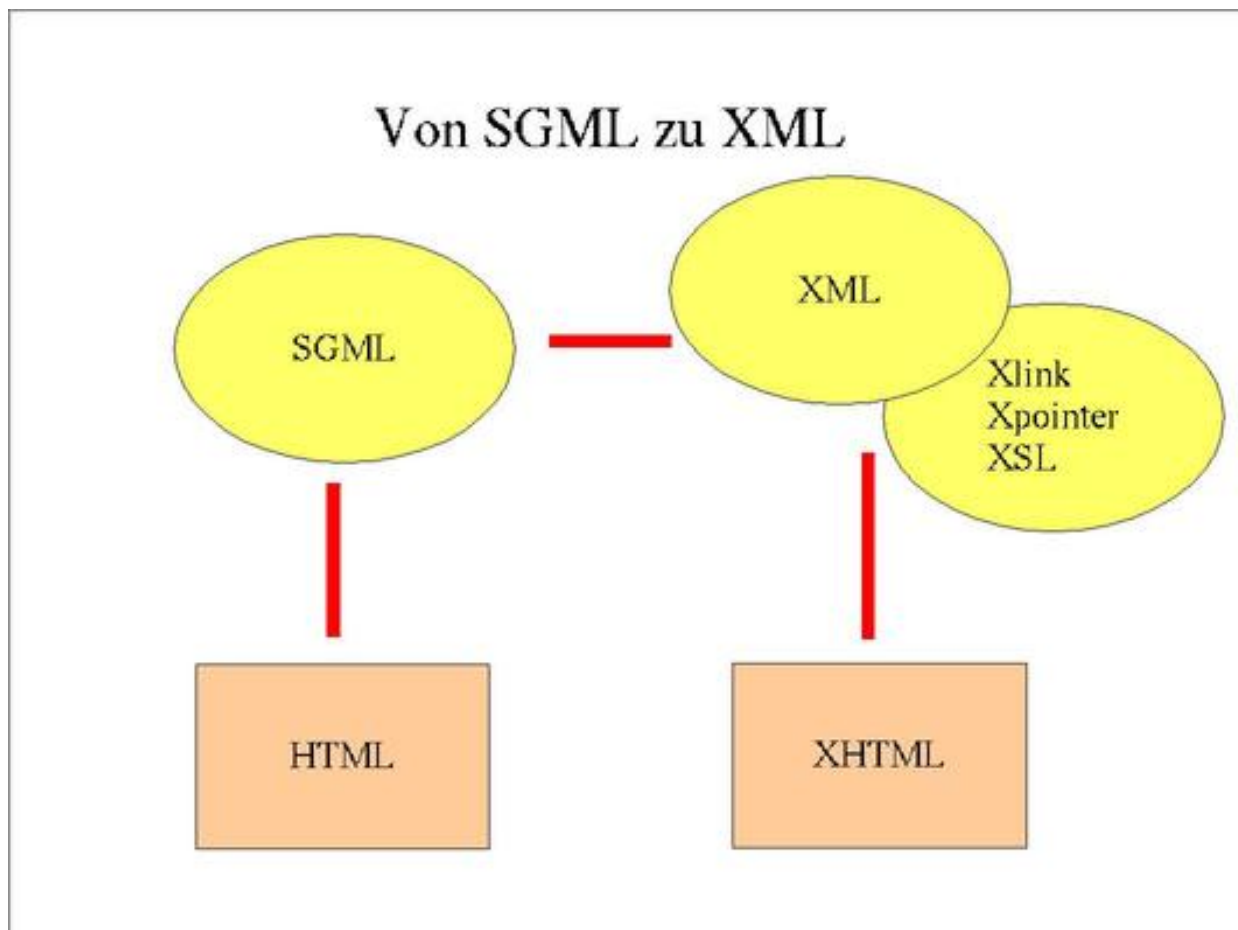 Von SGML zu XML
XML
SGML
Xlink
Xpointer
XSL
HTML
XHTML